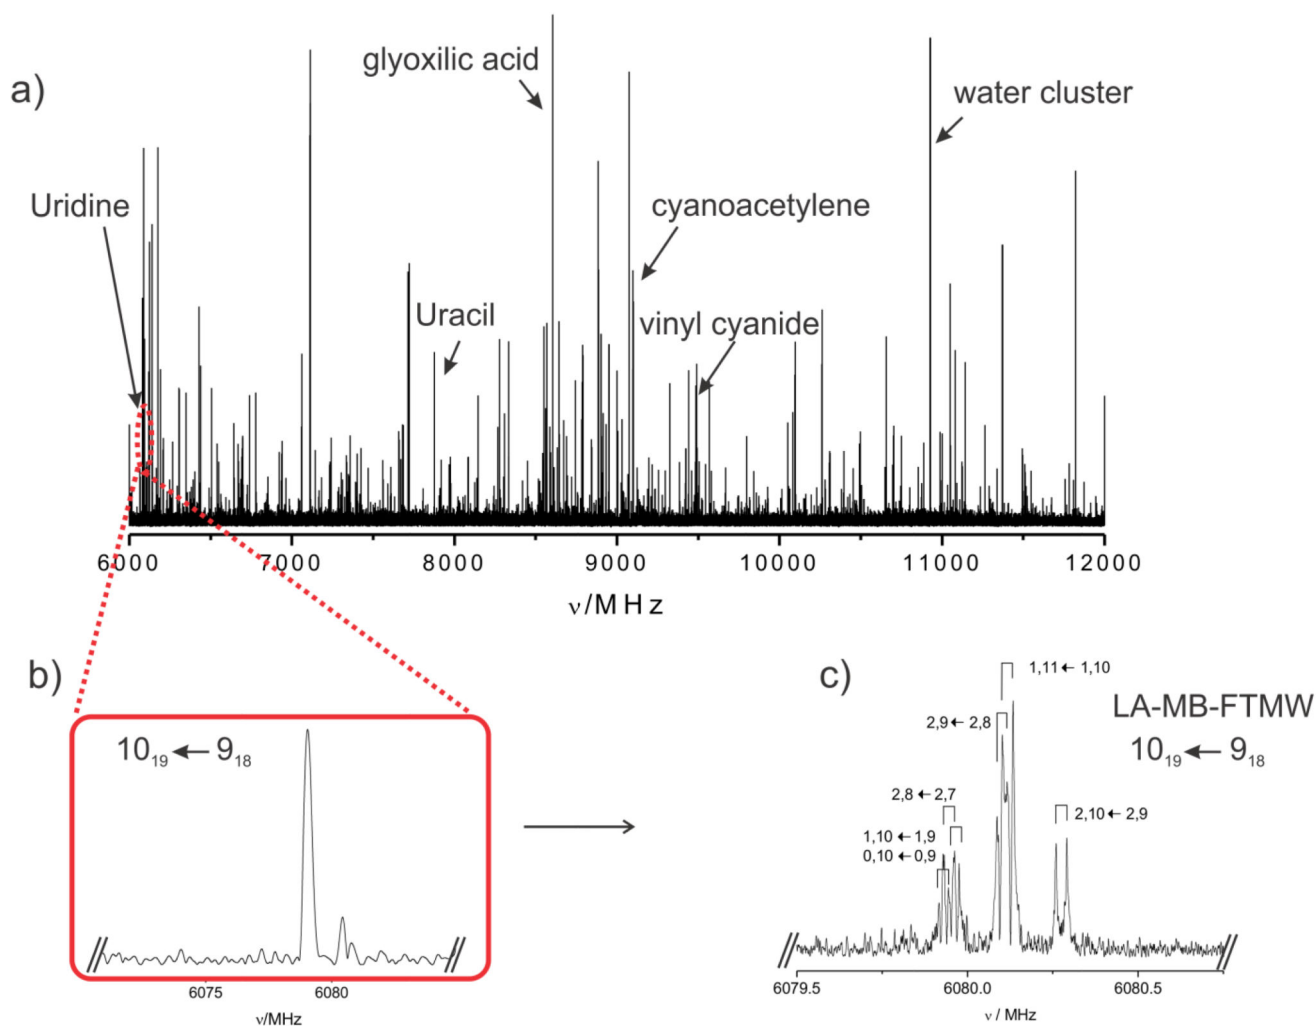 a)
glyoxilic acid
water cluster
Uridine
cyanoacetylene
Uracil
vinyl cyanide
6000 7000 8000 9000 10000 11000 12000
ν/MHz
b)
10₁₉ ← 9₁₈
6075 6080
ν/MHz
c)
1,11 ← 1,10
LA-MB-FTMW
2,9 ← 2,8
10₁₉ ← 9₁₈
2,8 ← 2,7
2,10 ← 2,9
1,10 ← 1,9
0,10 ← 0,9
6079.5 6080.0 6080.5
ν / MHz